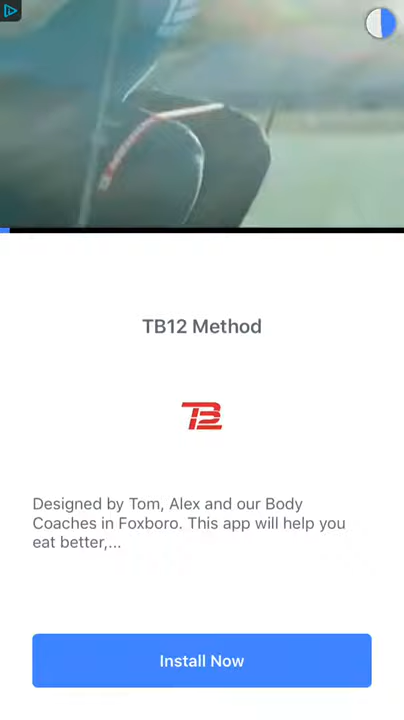 TB12 Method
TB12
Designed by Tom, Alex and our Body
Coaches in Foxboro. This app will help you
eat better,...
Install Now